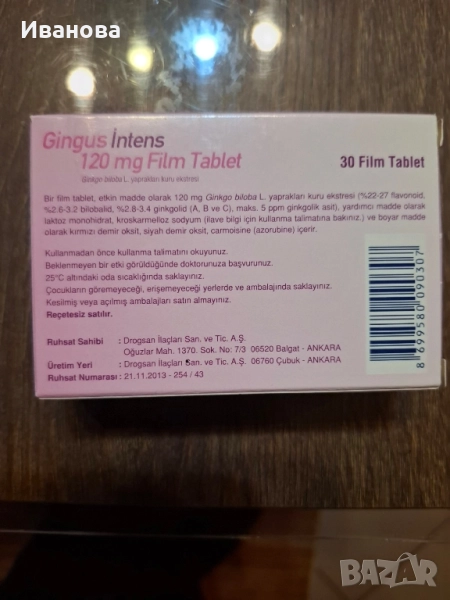 Иванова
Gingus İntens
120 mg Film Tablet
Ginkgo biloba L. yaprakları kuru ekstresi
30 Film Tablet
Bir film tablet, etkin madde olarak 120 mg Ginkgo biloba L. yaprakları kuru ekstresi (%22-27 flavonoid,
%2.6-3.2 bilobalid, %2.8-3.4 ginkgolid (A, B ve C), maks. 5 ppm ginkgolik asit), yardımcı madde olarak
laktoz monohidrat, kroskarmelloz sodyum (ilave bilgi için kullanma talimatına bakınız.) ve boyar madde
olarak kırmızı demir oksit, siyah demir oksit, carmoisine (azorubine) içerir.
Kullanmadan önce kullanma talimatını okuyunuz.
Beklenmeyen bir etki görüldüğünde doktorunuza başvurunuz.
25°C altındaki oda sıcaklığında saklayınız.
Çocukların göremeyeceği, erişemeyeceği yerlerde ve ambalajında saklayınız.
Kesilmiş veya açılmış ambalajları satın almayınız.
Reçetesiz satılır.
Ruhsat Sahibi : Drogsan İlaçları San. ve Tic. A.Ş.
Oğuzlar Mah. 1370. Sok. No: 7/3 06520 Balgat - ANKARA
Üretim Yeri : Drogsan İlaçları San. ve Tic. A.Ş. 06760 Çubuk - ANKARA
Ruhsat Numarası : 21.11.2013 - 254 / 43
8 699580 090307
BAZAR